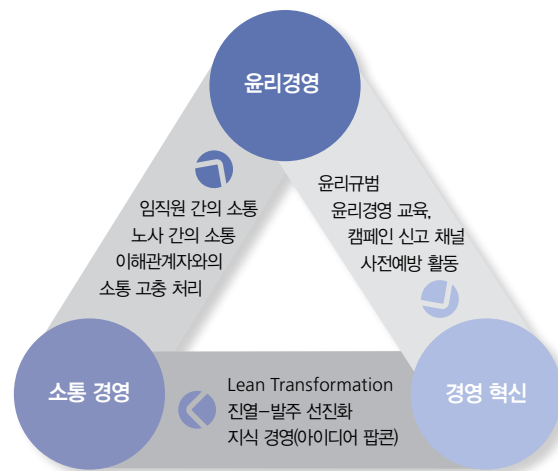 윤리경영
임직원 간의 소통
노사 간의 소통
이해관계자와의
소통 고충 처리
윤리규범
윤리경영 교육,
캠페인 신고 채널
사전예방 활동
소통 경영
Lean Transformation
진열-발주 선진화
지식 경영(아이디어 팝콘)
경영 혁신